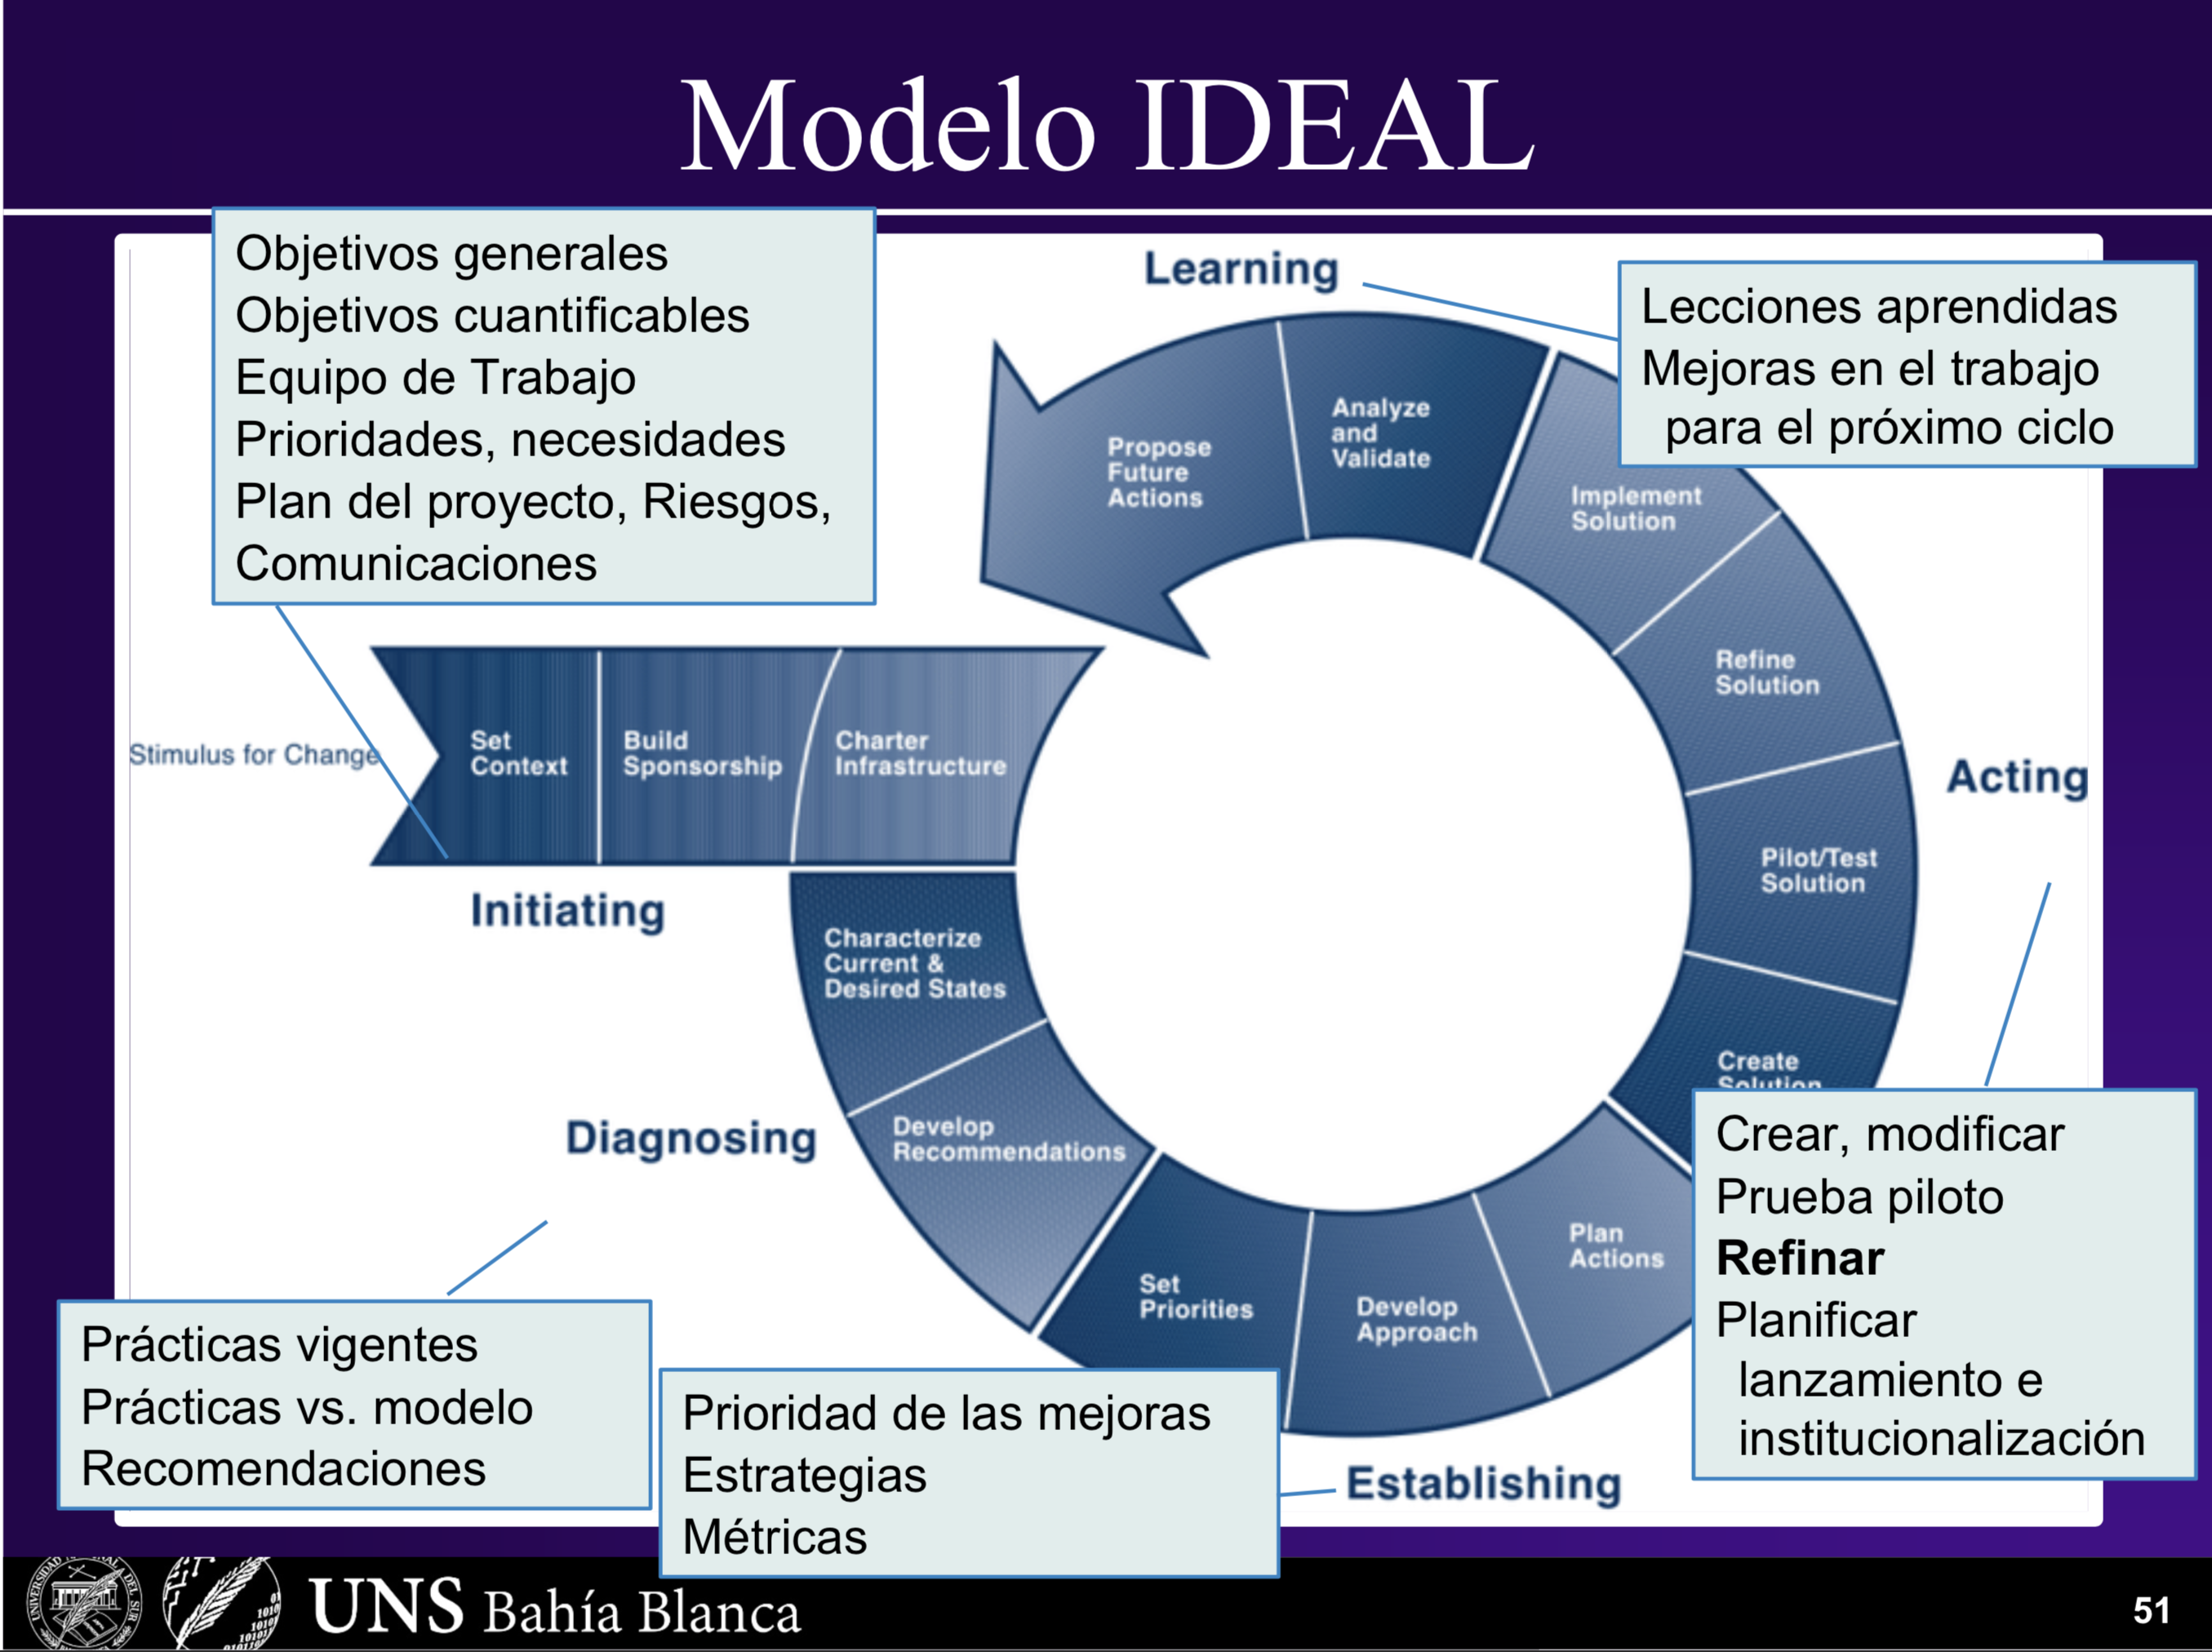 Modelo IDEAL
Objetivos generales
Objetivos cuantificables
Equipo de Trabajo
Prioridades, necesidades
Plan del proyecto, Riesgos,
Comunicaciones
Learning
Lecciones aprendidas
Mejoras en el trabajo
para el próximo ciclo
Propose
Future
Actions
Analyze
and
Validate
Implement
Solution
Refine
Solution
Stimulus for Change
Set
Context
Build
Sponsorship
Charter
Infrastructure
Acting
Pilot/Test
Solution
Initiating
Characterize
Current &
Desired States
Create
Solution
Diagnosing
Develop
Recommendations
Crear, modificar
Prueba piloto
Refinar
Planificar
lanzamiento e
institucionalización
Plan
Actions
Set
Priorities
Develop
Approach
Prácticas vigentes
Prácticas vs. modelo
Recomendaciones
Prioridad de las mejoras
Estrategias
Métricas
Establishing
UNS Bahía Blanca
51